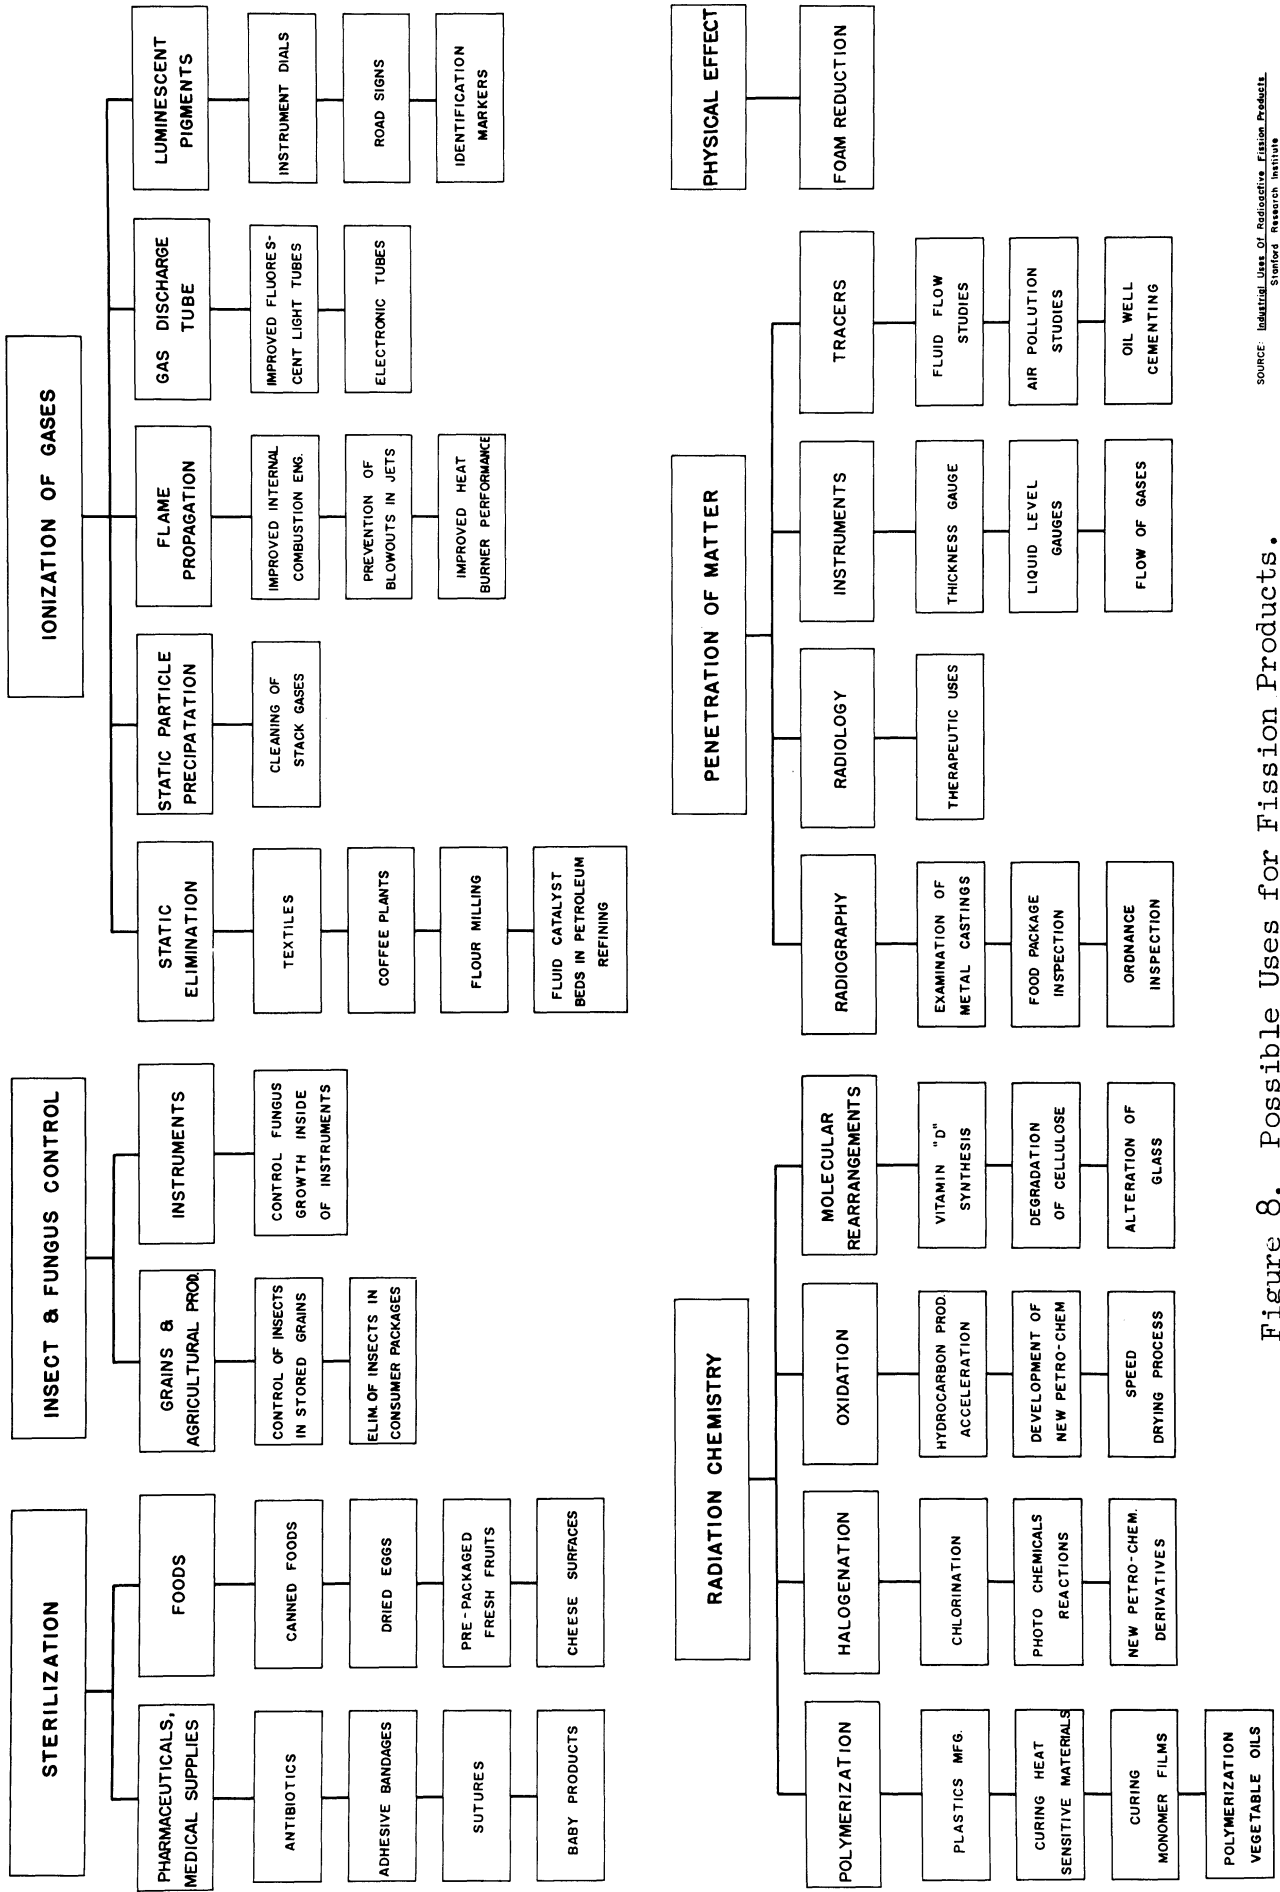 STERILIZATION
PHARMACEUTICALS,
MEDICAL SUPPLIES
ANTIBIOTICS
ADHESIVE BANDAGES
SUTURES
BABY PRODUCTS
FOODS
CANNED FOODS
DRIED EGGS
PRE-PACKAGED
FRESH FRUITS
CHEESE SURFACES
INSECT & FUNGUS CONTROL
GRAINS &
AGRICULTURAL PROD.
CONTROL OF INSECTS
IN STORED GRAINS
ELIM. OF INSECTS IN
CONSUMER PACKAGES
INSTRUMENTS
CONTROL FUNGUS
GROWTH INSIDE
OF INSTRUMENTS
IONIZATION OF GASES
STATIC
ELIMINATION
TEXTILES
COFFEE PLANTS
FLOUR MILLING
FLUID CATALYST
BEDS IN PETROLEUM
REFINING
STATIC PARTICLE
PRECIPATATION
CLEANING OF
STACK GASES
FLAME
PROPAGATION
IMPROVED INTERNAL
COMBUSTION ENG.
PREVENTION OF
BLOWOUTS IN JETS
IMPROVED HEAT
BURNER PERFORMANCE
GAS DISCHARGE
TUBE
IMPROVED FLUORES-
CENT LIGHT TUBES
ELECTRONIC TUBES
LUMINESCENT
PIGMENTS
INSTRUMENT DIALS
ROAD SIGNS
IDENTIFICATION
MARKERS
RADIATION CHEMISTRY
POLYMERIZATION
PLASTICS MFG.
CURING HEAT
SENSITIVE MATERIALS
CURING
MONOMER FILMS
POLYMERIZATION
VEGETABLE OILS
HALOGENATION
CHLORINATION
PHOTO CHEMICALS
REACTIONS
NEW PETRO-CHEM.
DERIVATIVES
OXIDATION
HYDROCARBON PROD.
ACCELERATION
DEVELOPMENT OF
NEW PETRO-CHEM
SPEED
DRYING PROCESS
MOLECULAR
REARRANGEMENTS
VITAMIN "D"
SYNTHESIS
DEGRADATION
OF CELLULOSE
ALTERATION OF
GLASS
PENETRATION OF MATTER
RADIOGRAPHY
EXAMINATION OF
METAL CASTINGS
FOOD PACKAGE
INSPECTION
ORDNANCE
INSPECTION
RADIOLOGY
THERAPEUTIC USES
INSTRUMENTS
THICKNESS GAUGE
LIQUID LEVEL
GAUGES
FLOW OF GASES
TRACERS
FLUID FLOW
STUDIES
AIR POLLUTION
STUDIES
OIL WELL
CEMENTING
PHYSICAL EFFECT
FOAM REDUCTION
SOURCE: Industrial Uses Of Radioactive Fission Products
Stanford Research Institute
Figure 8. Possible Uses for Fission Products.